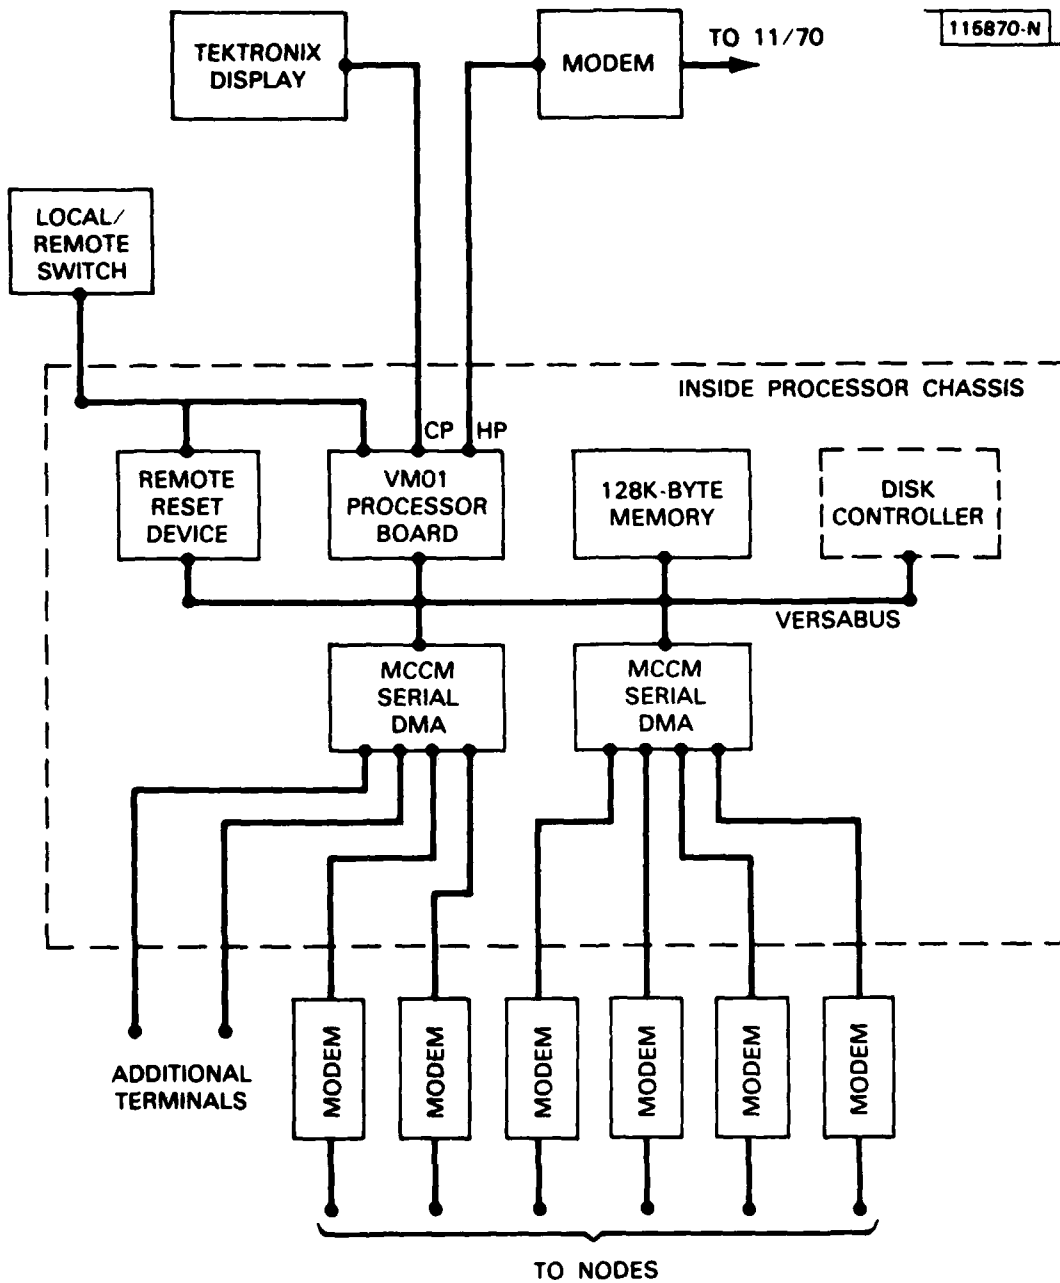 TEKTRONIX
DISPLAY
MODEM
TO 11/70
115870-N
LOCAL/
REMOTE
SWITCH
INSIDE PROCESSOR CHASSIS
CP
HP
REMOTE
RESET
DEVICE
VM01
PROCESSOR
BOARD
128K-BYTE
MEMORY
DISK
CONTROLLER
VERSABUS
MCCM
SERIAL
DMA
MCCM
SERIAL
DMA
ADDITIONAL
TERMINALS
MODEM
MODEM
MODEM
MODEM
MODEM
MODEM
TO NODES